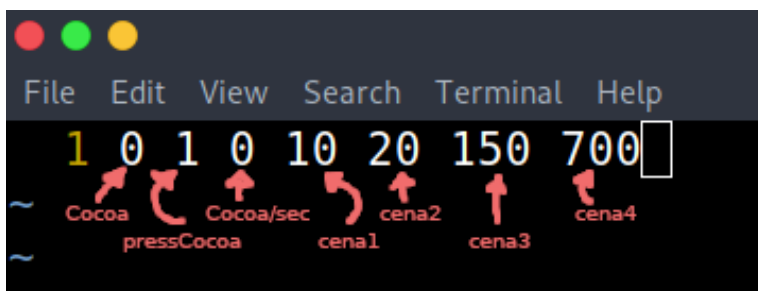 File Edit View Search Terminal Help
1 0 1 0 10 20 150 700
~ Cocoa Cocoa/sec cena2 cena4
pressCocoa cena1 cena3
~